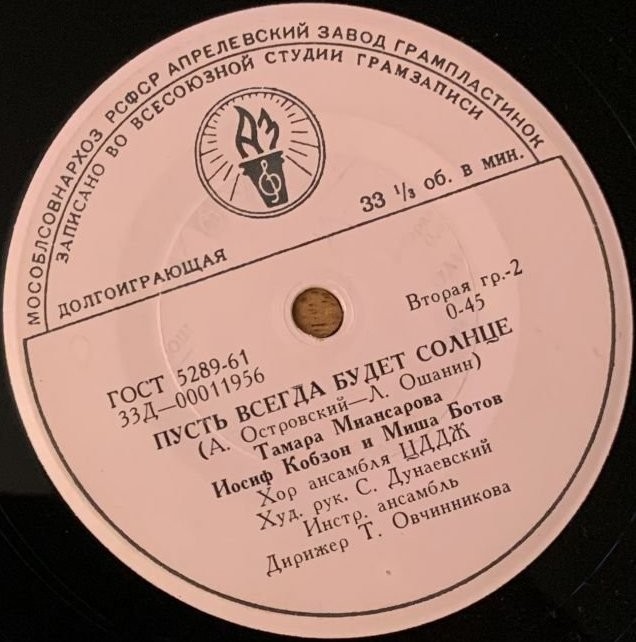 МОСОБЛСОВНАРХОЗ РСФСР АПРЕЛЕВСКИЙ ЗАВОД ГРАМПЛАСТИНОК
ЗАПИСАНО ВО ВСЕСОЮЗНОЙ СТУДИИ ГРАМЗАПИСИ
АЗ
ДОЛГОИГРАЮЩАЯ
33 1/3 об. в мин.
ГОСТ 5289-61
Вторая гр.-2
33Д—00011956
0-45
ПУСТЬ ВСЕГДА БУДЕТ СОЛНЦЕ
(А. Островский—Л. Ошанин)
Тамара Миансарова
Иосиф Кобзон и Миша Ботов
Хор ансамбля ЦДДЖ
Худ. рук. С. Дунаевский
Инстр. ансамбль
Дирижер Т. Овчинникова